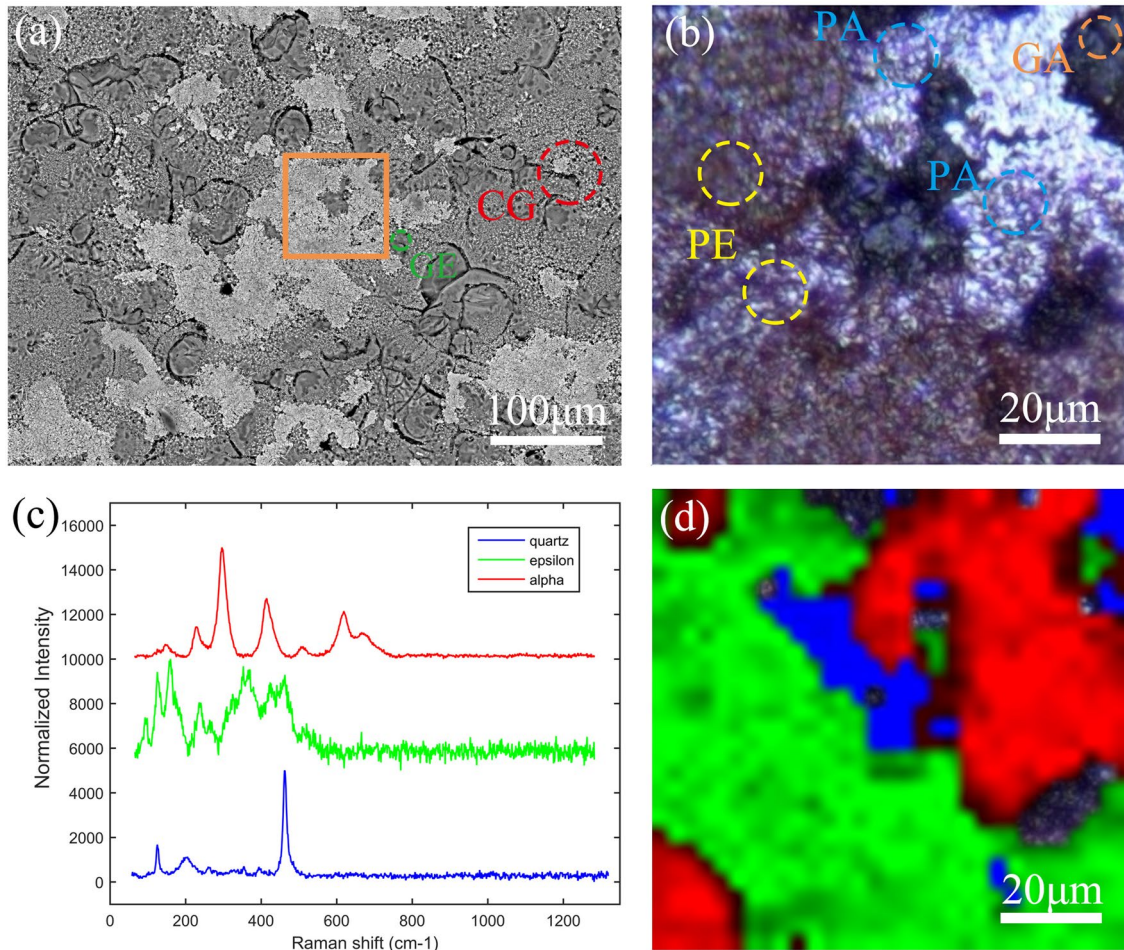 (a)
CG
GE
100μm
(b)
PA
GA
PA
PE
20μm
(c)
16000
14000
12000
10000
8000
6000
4000
2000
0
Normalized Intensity
quartz
epsilon
alpha
0 200 400 600 800 1000 1200
Raman shift (cm-1)
(d)
20μm